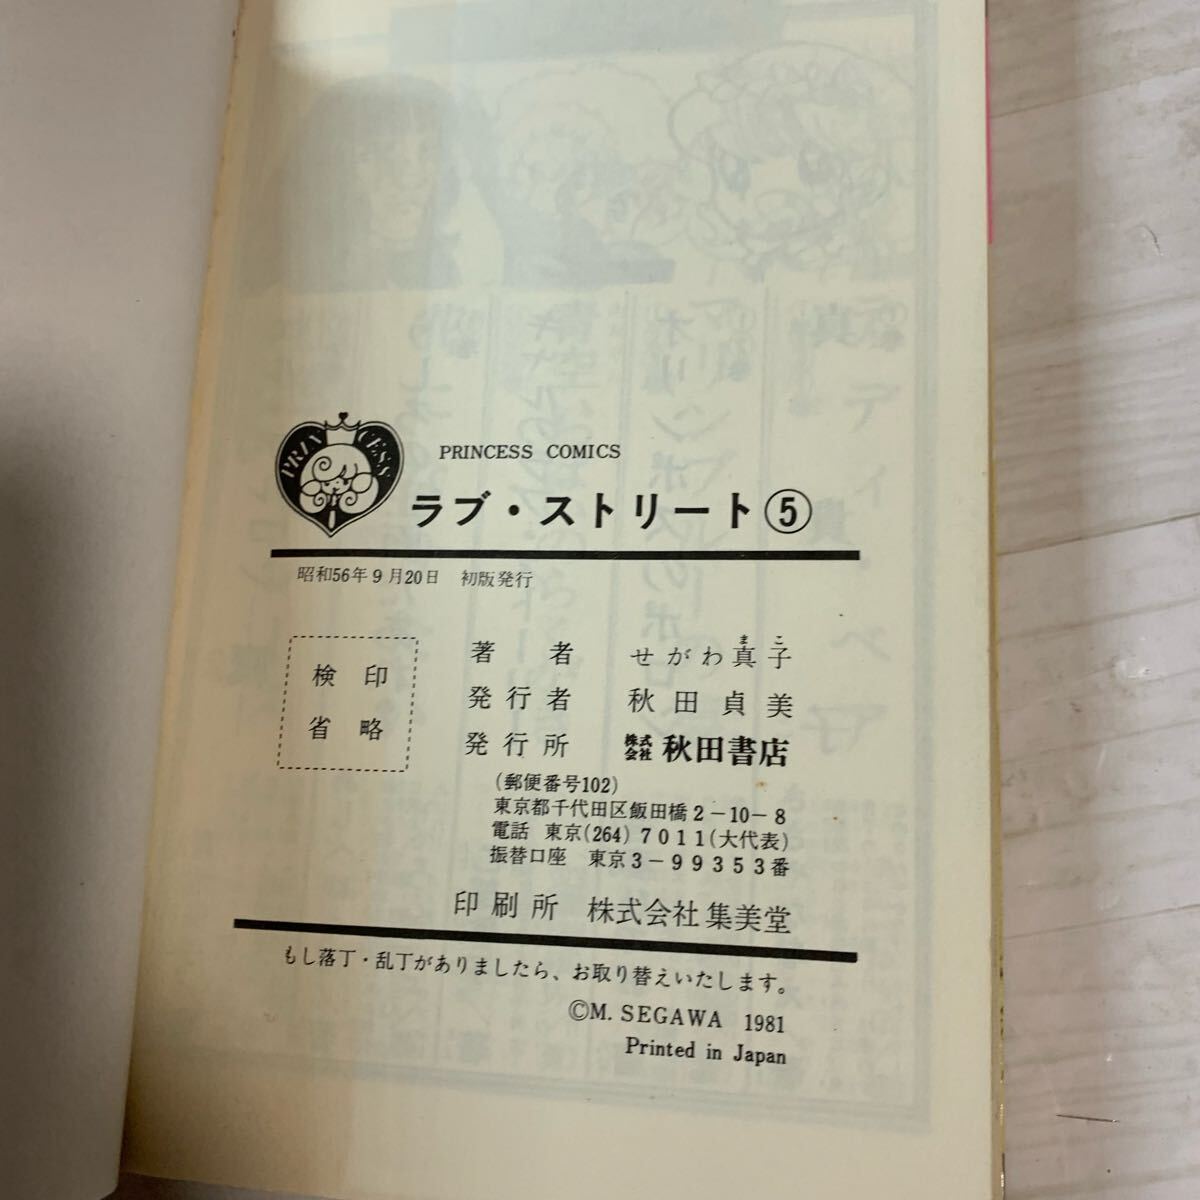 PRINCESS
PRINCESS COMICS
ラブ・ストリート⑤
昭和56年9月20日 初版発行
検印
省略
著者 せがわ真子
まこ
発行者 秋田貞美
発行所 株式会社 秋田書店
(郵便番号102)
東京都千代田区飯田橋2-10-8
電話 東京(264)7011(大代表)
振替口座 東京3-99353番
印刷所 株式会社集美堂
もし落丁・乱丁がありましたら、お取り替えいたします。
©M. SEGAWA 1981
Printed in Japan